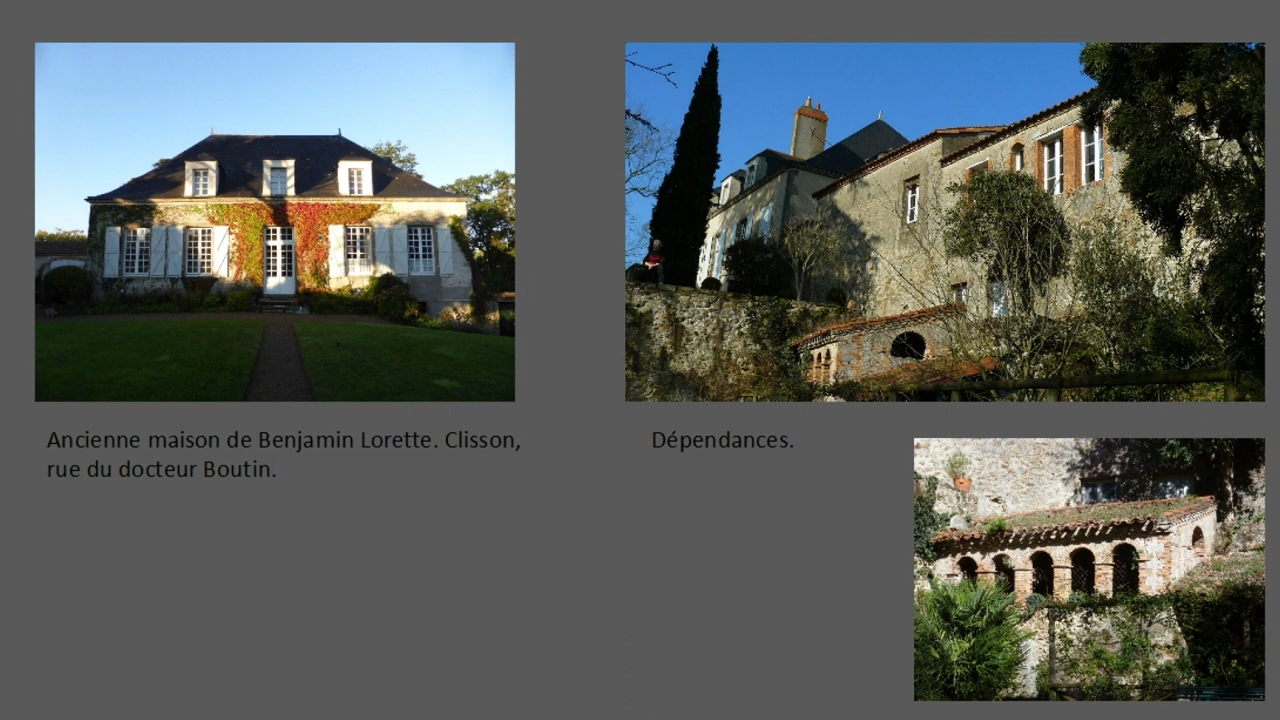 Ancienne maison de Benjamin Lorette. Clisson,
rue du docteur Boutin.
Dépendances.